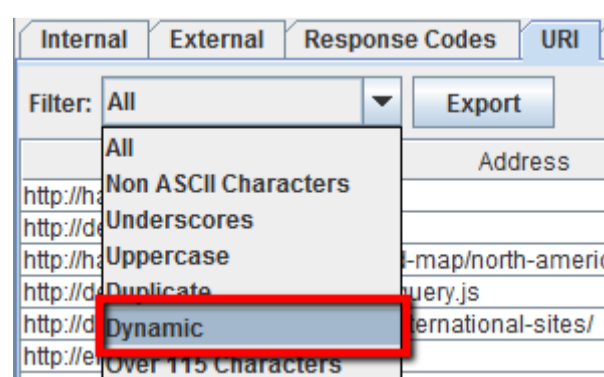 Internal External Response Codes URI
Filter: All Export
Address
All
Non ASCII Characters
Underscores
Uppercase
Duplicate
Dynamic
Over 115 Characters
http://ha
http://de
http://ha -map/north-americ
http://de uery.js
http://d ternational-sites/
http://e